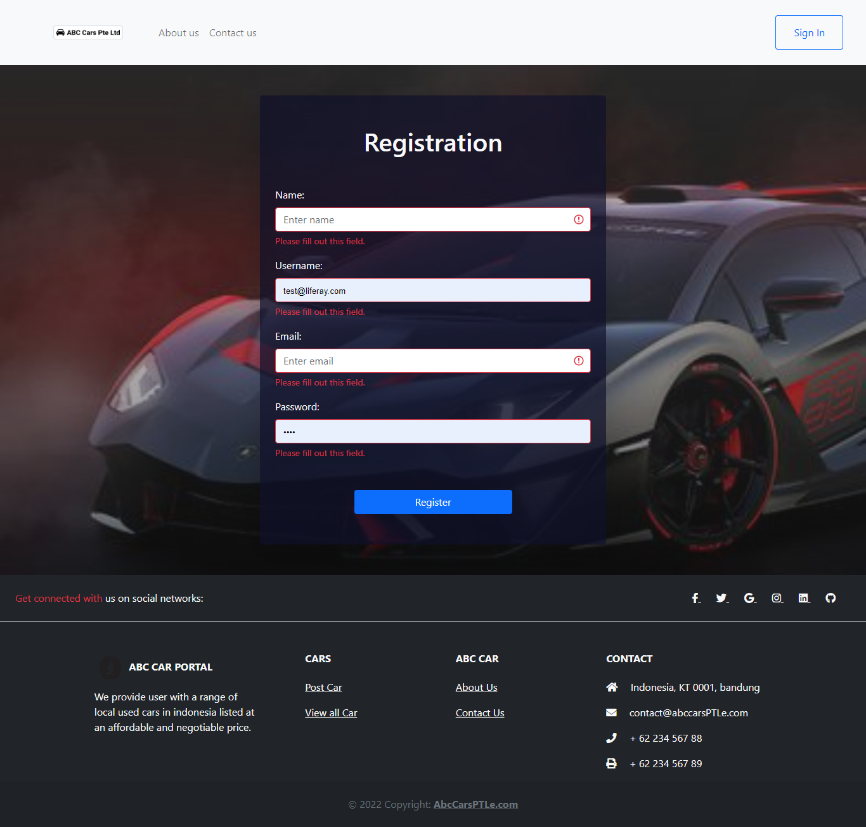 ABC Cars Pte Ltd
About us Contact us
Sign In
Registration
Name:
Enter name
Please fill out this field.
Username:
test@liferay.com
Please fill out this field.
Email:
Enter email
Please fill out this field.
Password:
••••
Please fill out this field.
Register
Get connected with us on social networks:
ABC CAR PORTAL
We provide user with a range of
local used cars in indonesia listed at
an affordable and negotiable price.
CARS
Post Car
View all Car
ABC CAR
About Us
Contact Us
CONTACT
Indonesia, KT 0001, bandung
contact@abccarsPTLe.com
+ 62 234 567 88
+ 62 234 567 89
© 2022 Copyright: AbcCarsPTLe.com